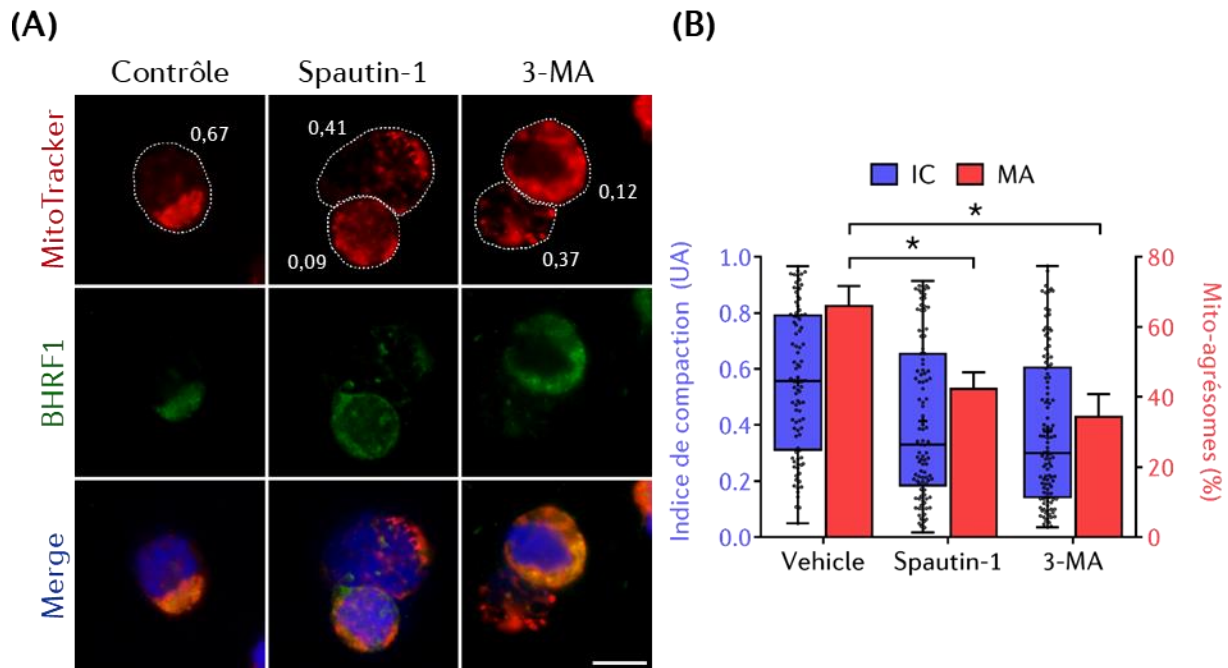 (A)
Contrôle
Spautin-1
3-MA
MitoTracker
0,67
0,41
0,09
0,12
0,37
BHRF1
Merge
(B)
IC
MA
*
*
Indice de compaction (UA)
1.0
0.8
0.6
0.4
0.2
0.0
80
60
40
20
0
Mito-agrésomes (%)
Vehicle
Spautin-1
3-MA